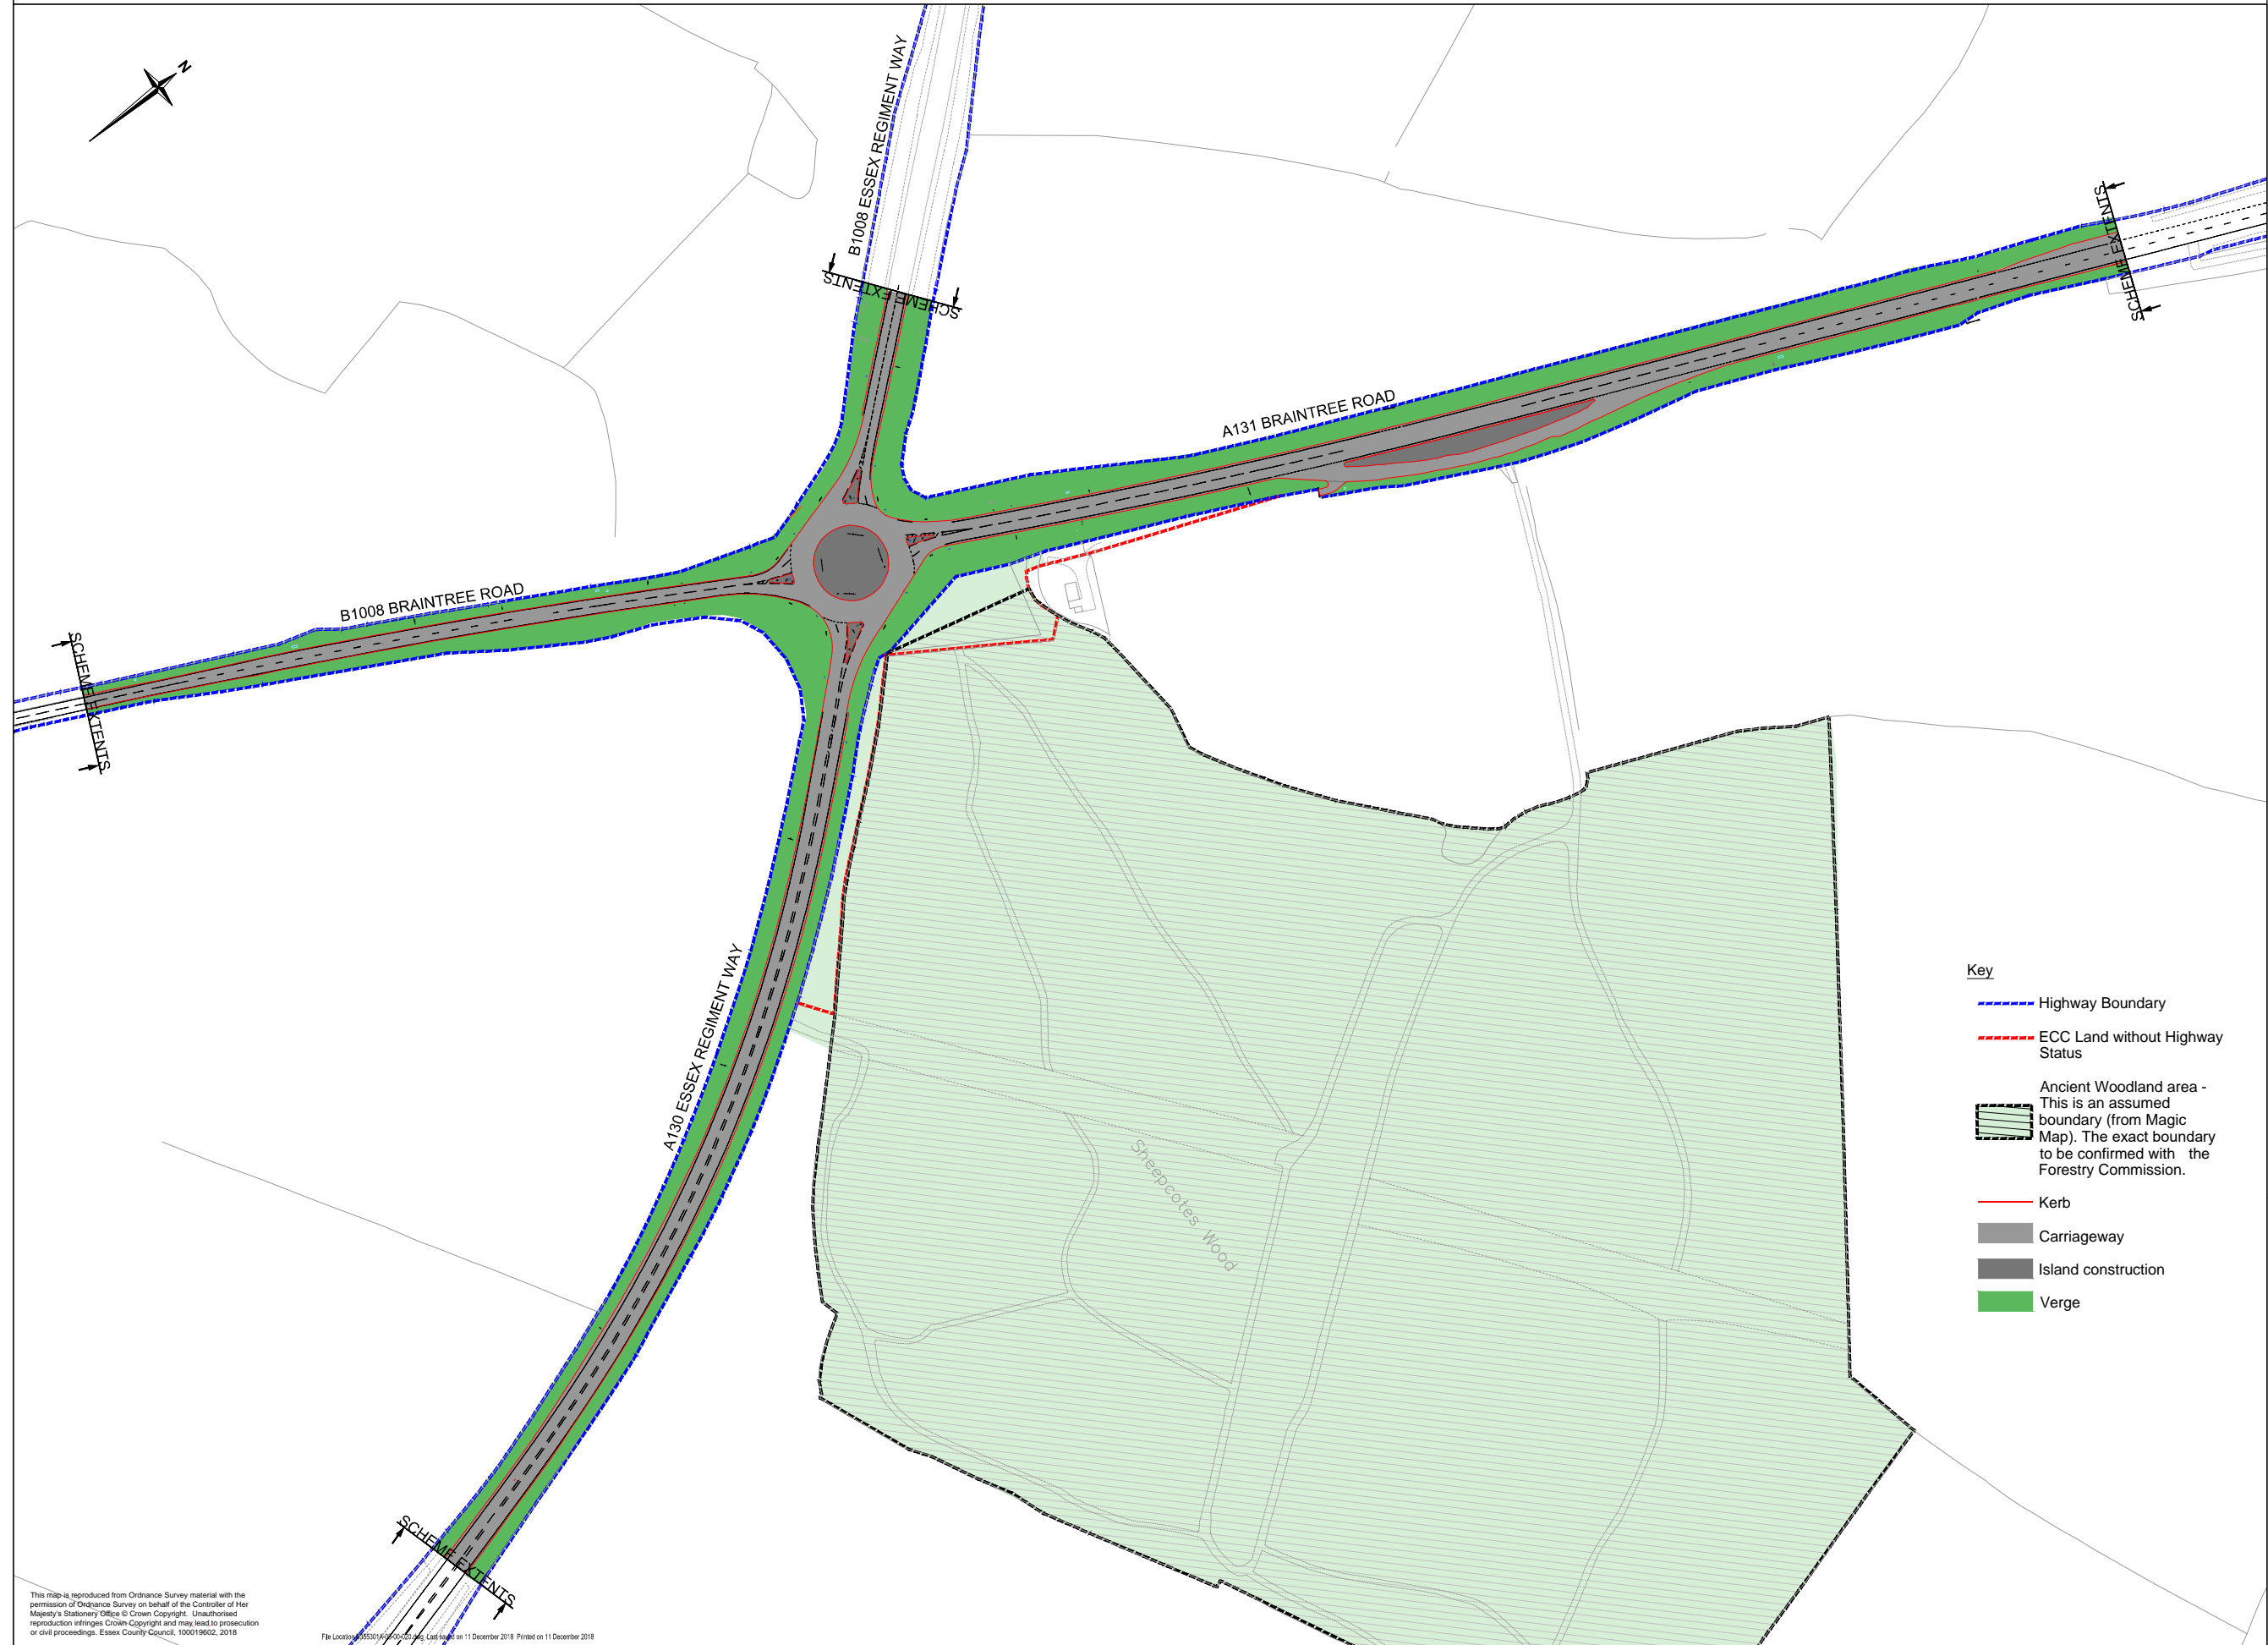 N
B1008 ESSEX REGIMENT WAY
SCHEME EXTENTS
SCHEME EXTENTS
A131 BRAINTREE ROAD
B1008 BRAINTREE ROAD
SCHEME EXTENTS
A130 ESSEX REGIMENT WAY
Sheepcotes Wood
SCHEME EXTENTS
Key
Highway Boundary
ECC Land without Highway
Status
Ancient Woodland area -
This is an assumed
boundary (from Magic
Map). The exact boundary
to be confirmed with the
Forestry Commission.
Kerb
Carriageway
Island construction
Verge
This map is reproduced from Ordnance Survey material with the
permission of Ordnance Survey on behalf of the Controller of Her
Majesty's Stationery Office © Crown Copyright. Unauthorised
reproduction infringes Crown Copyright and may lead to prosecution
or civil proceedings. Essex County Council, 100019602, 2018
File Location Last saved on 11 December 2018 Printed on 11 December 2018